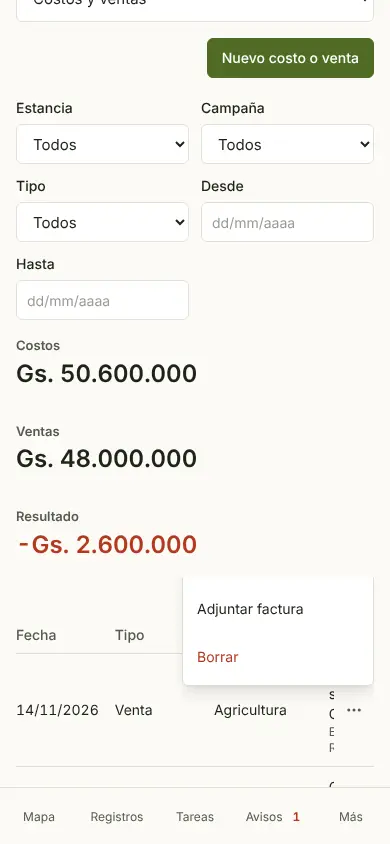 Costos y ventas
Nuevo costo o venta
Estancia
Campaña
Todos
Todos
Tipo
Desde
Todos
dd/mm/aaaa
Hasta
dd/mm/aaaa
Costos
Gs. 50.600.000
Ventas
Gs. 48.000.000
Resultado
-Gs. 2.600.000
Adjuntar factura
Fecha Tipo
Borrar
14/11/2026 Venta Agricultura
Mapa Registros Tareas Avisos 1 Más